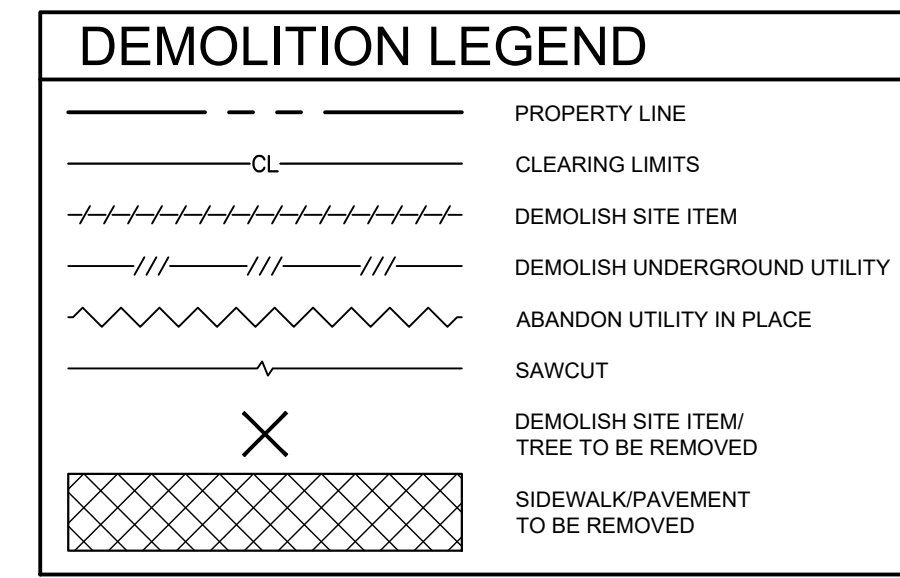 DEMOLITION LEGEND
PROPERTY LINE
CL
CLEARING LIMITS
DEMOLISH SITE ITEM
DEMOLISH UNDERGROUND UTILITY
ABANDON UTILITY IN PLACE
SAWCUT
DEMOLISH SITE ITEM/
TREE TO BE REMOVED
SIDEWALK/PAVEMENT
TO BE REMOVED